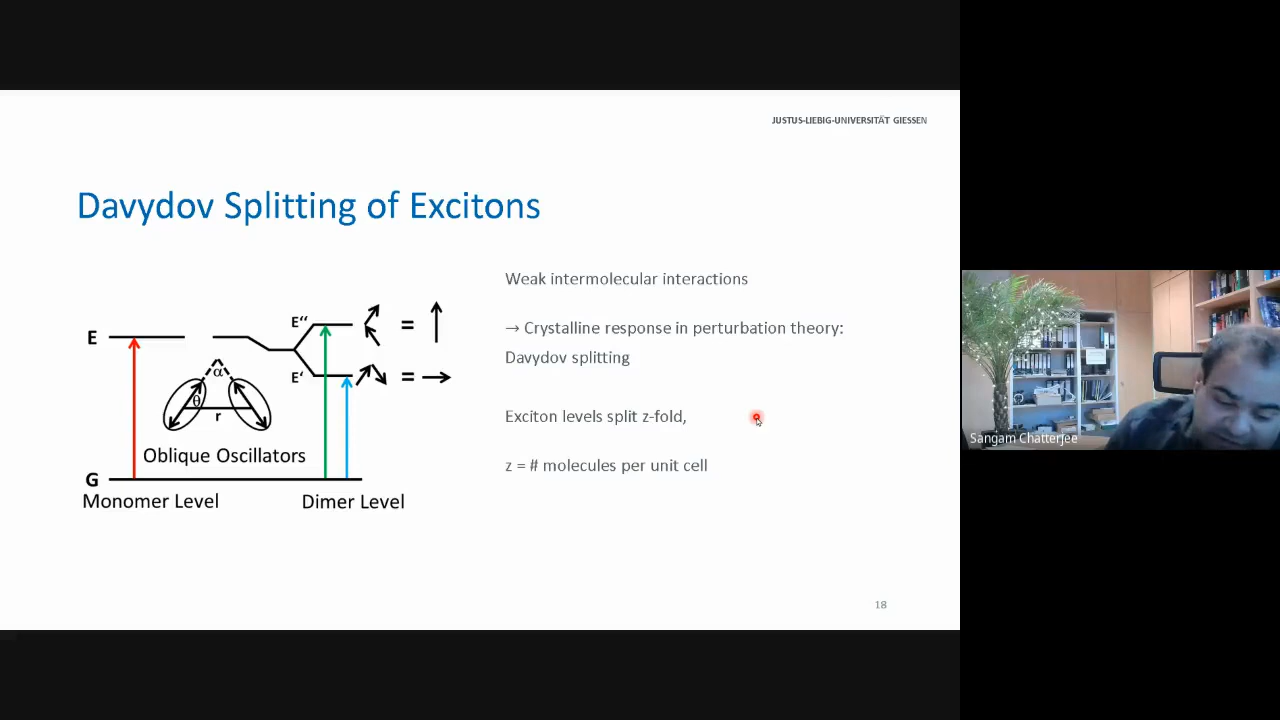 JUSTUS-LIEBIG-UNIVERSITÄT GIESSEN
Davydov Splitting of Excitons
Weak intermolecular interactions
→ Crystalline response in perturbation theory:
Davydov splitting
Exciton levels split z-fold,
z = # molecules per unit cell
E
E“
=
E‘
=
α
θ
r
Oblique Oscillators
G
Monomer Level
Dimer Level
18
Sangam Chatterjee